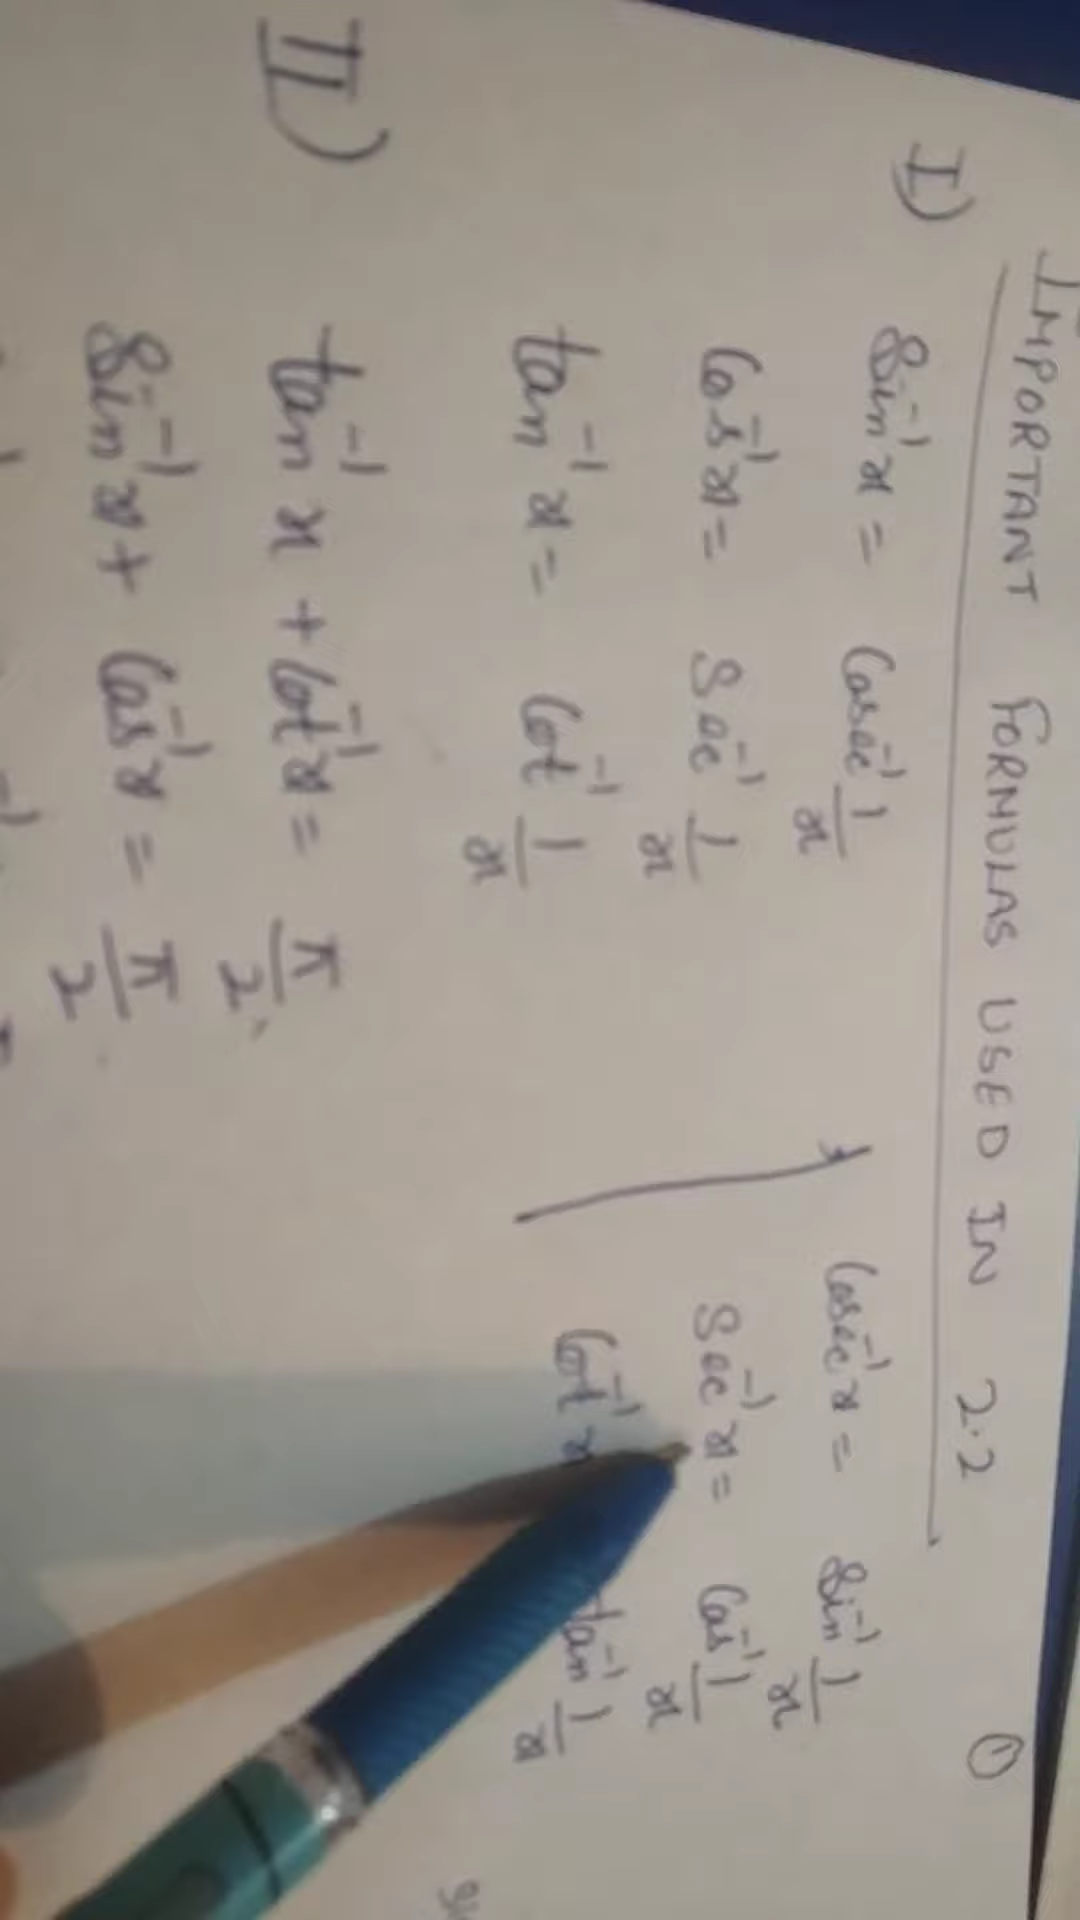 IMPORTANT FORMULAS USED IN 2.2 ①
I) Sin⁻¹x = Cosec⁻¹ 1/x Cosec⁻¹x = Sin⁻¹ 1/x
Cos⁻¹x = Sec⁻¹ 1/x Sec⁻¹x = Cos⁻¹ 1/x
tan⁻¹x = Cot⁻¹ 1/x Cot⁻¹x tan⁻¹ 1/x
II) tan⁻¹x + Cot⁻¹x = π/2
Sin⁻¹x + Cos⁻¹x = π/2